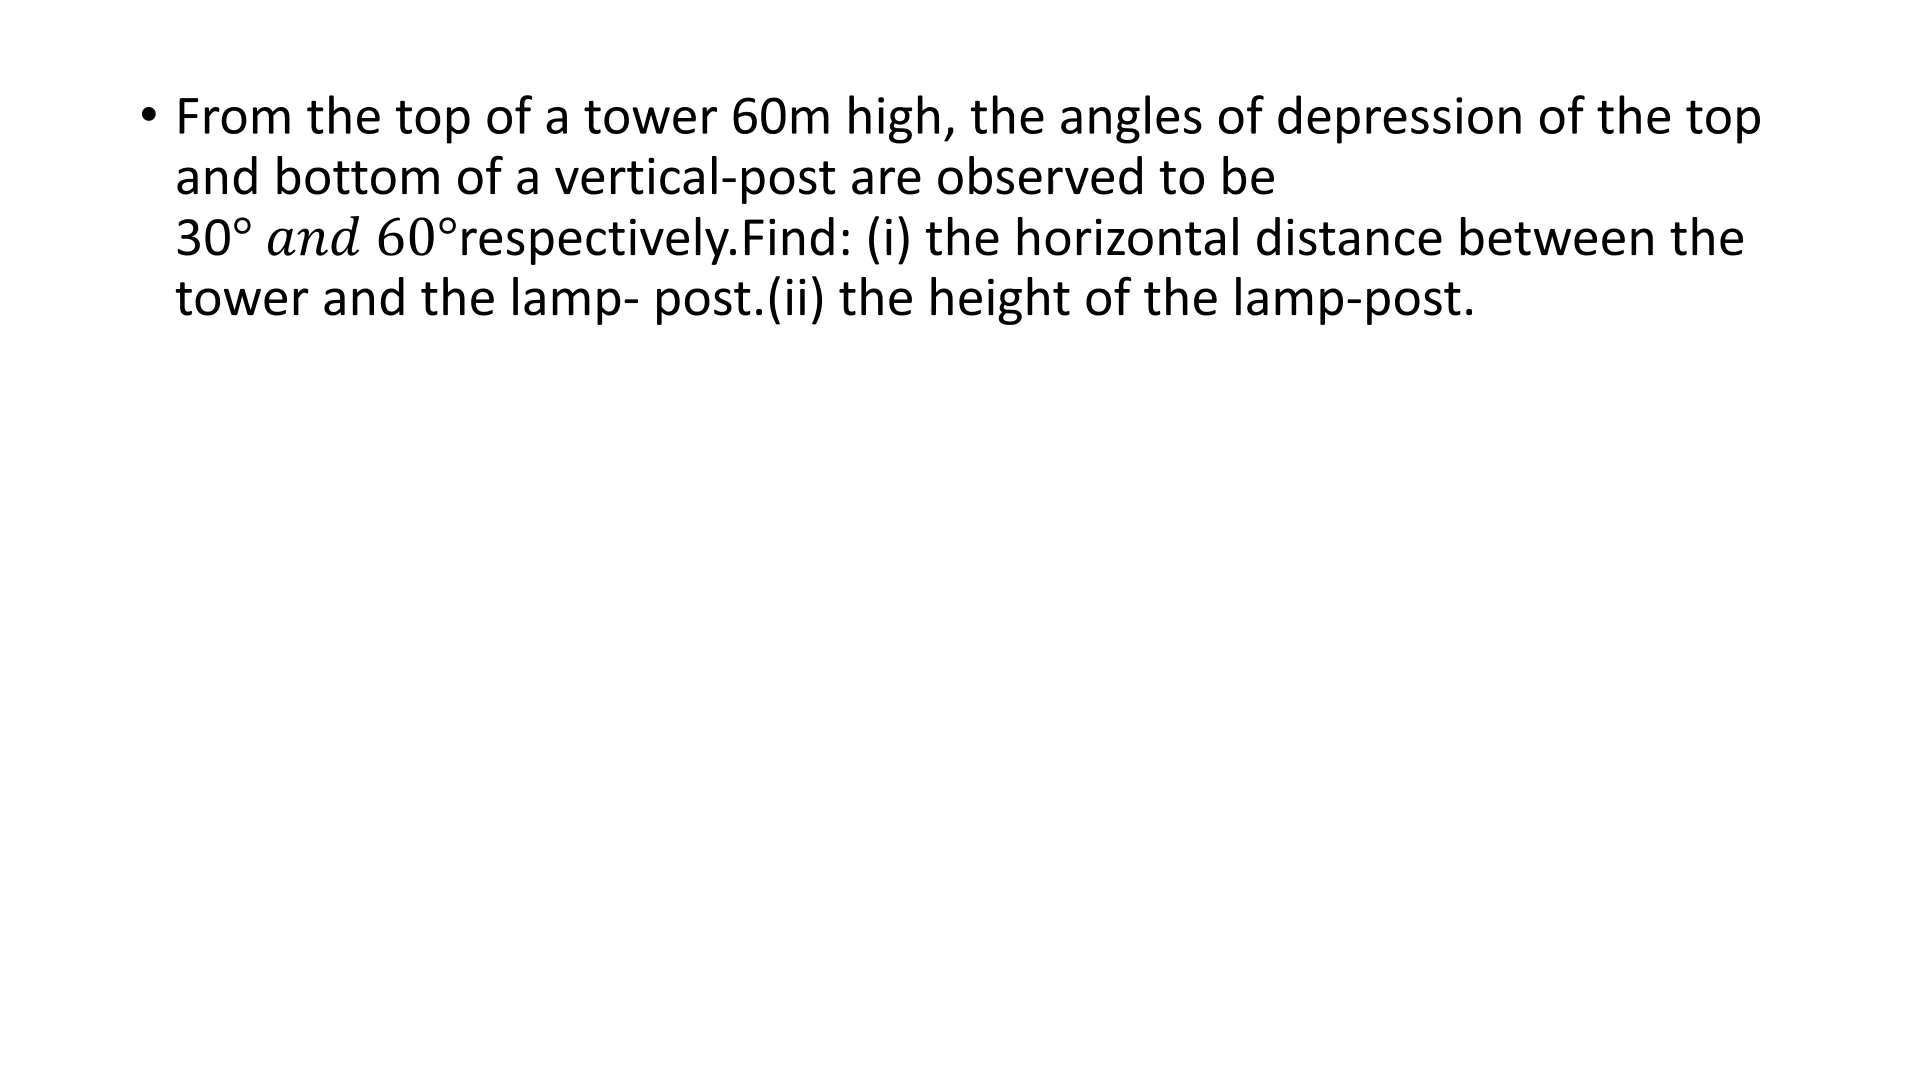 • From the top of a tower 60m high, the angles of depression of the top
and bottom of a vertical-post are observed to be
30° and 60°respectively.Find: (i) the horizontal distance between the
tower and the lamp- post.(ii) the height of the lamp-post.